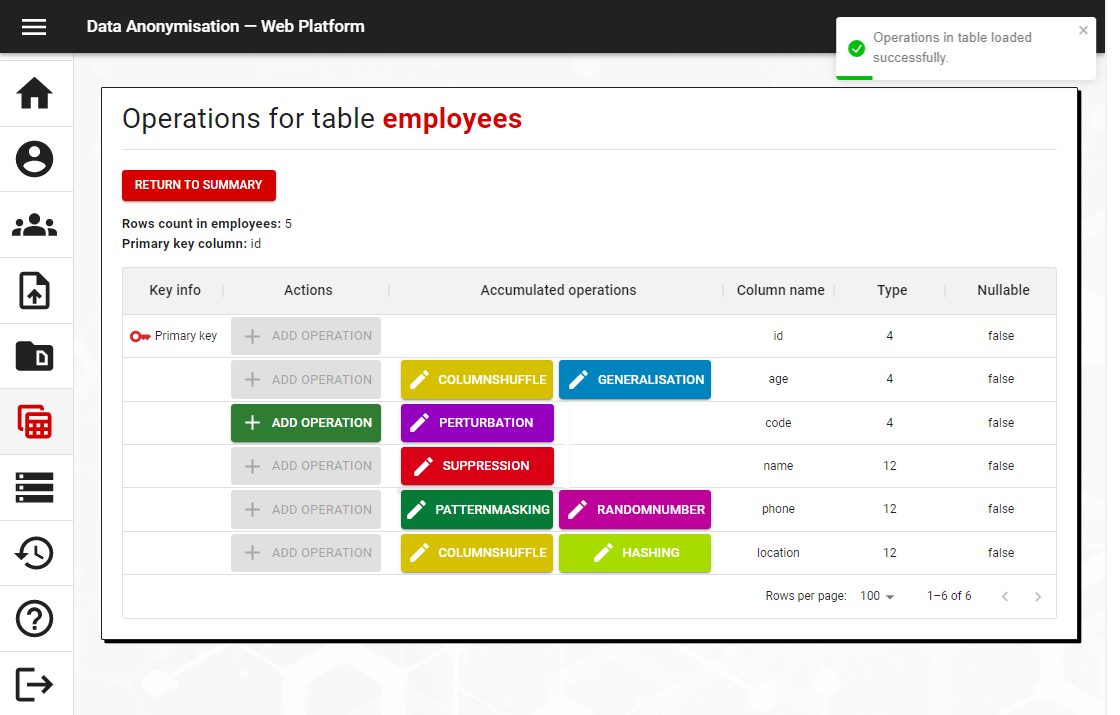 Data Anonymisation — Web Platform
Operations in table loaded
successfully.
Operations for table employees
RETURN TO SUMMARY
Rows count in employees: 5
Primary key column: id
Key info Actions Accumulated operations Column name Type Nullable
Primary key ADD OPERATION id 4 false
ADD OPERATION COLUMNSHUFFLE GENERALISATION age 4 false
ADD OPERATION PERTURBATION code 4 false
ADD OPERATION SUPPRESSION name 12 false
ADD OPERATION PATTERNMASKING RANDOMNUMBER phone 12 false
ADD OPERATION COLUMNSHUFFLE HASHING location 12 false
Rows per page: 100 1–6 of 6